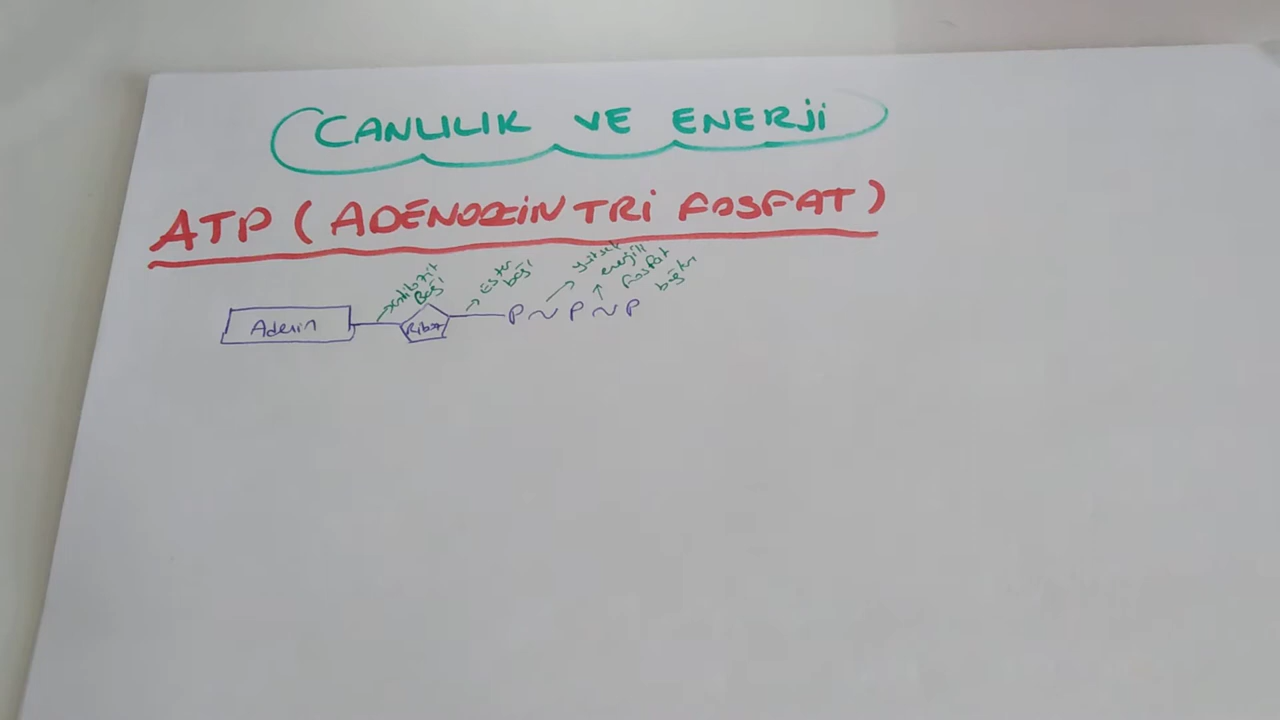 CANLILIK VE ENERJİ
ATP (ADENOZİN TRİ FOSFAT)
Glikozit
Bağı
Ester
bağı
Yüksek
enerjili
Fosfat
bağları
Adenin
Riboz
P ~ P ~ P